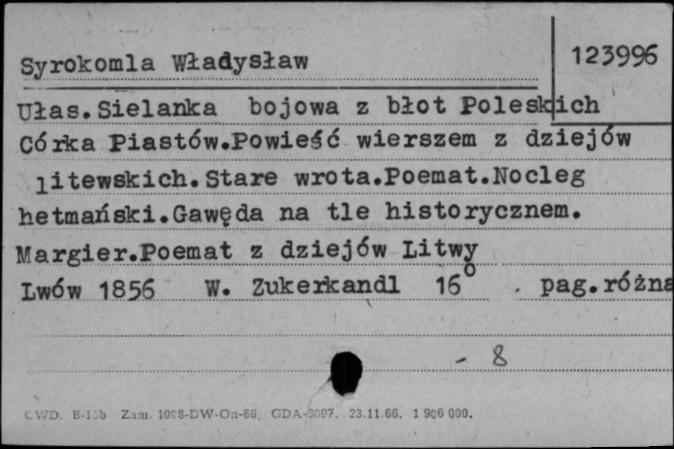 Syrokomla Władysław
123996
Ułas.Sielanka bojowa z błot Poleskich
Córka Piastów.Powieść wierszem z dziejów
litewskich.Stare wrota.Poemat.Nocleg
hetmański.Gawęda na tle historycznem.
Margier.Poemat z dziejów Litwy
Lwów 1856 W. Zukerkandl 16° pag.różna
- 8
CWD. B-13b Zam. 1008-DW-Oa-66. GDA-3097. 23.11.66. 1 906 000.